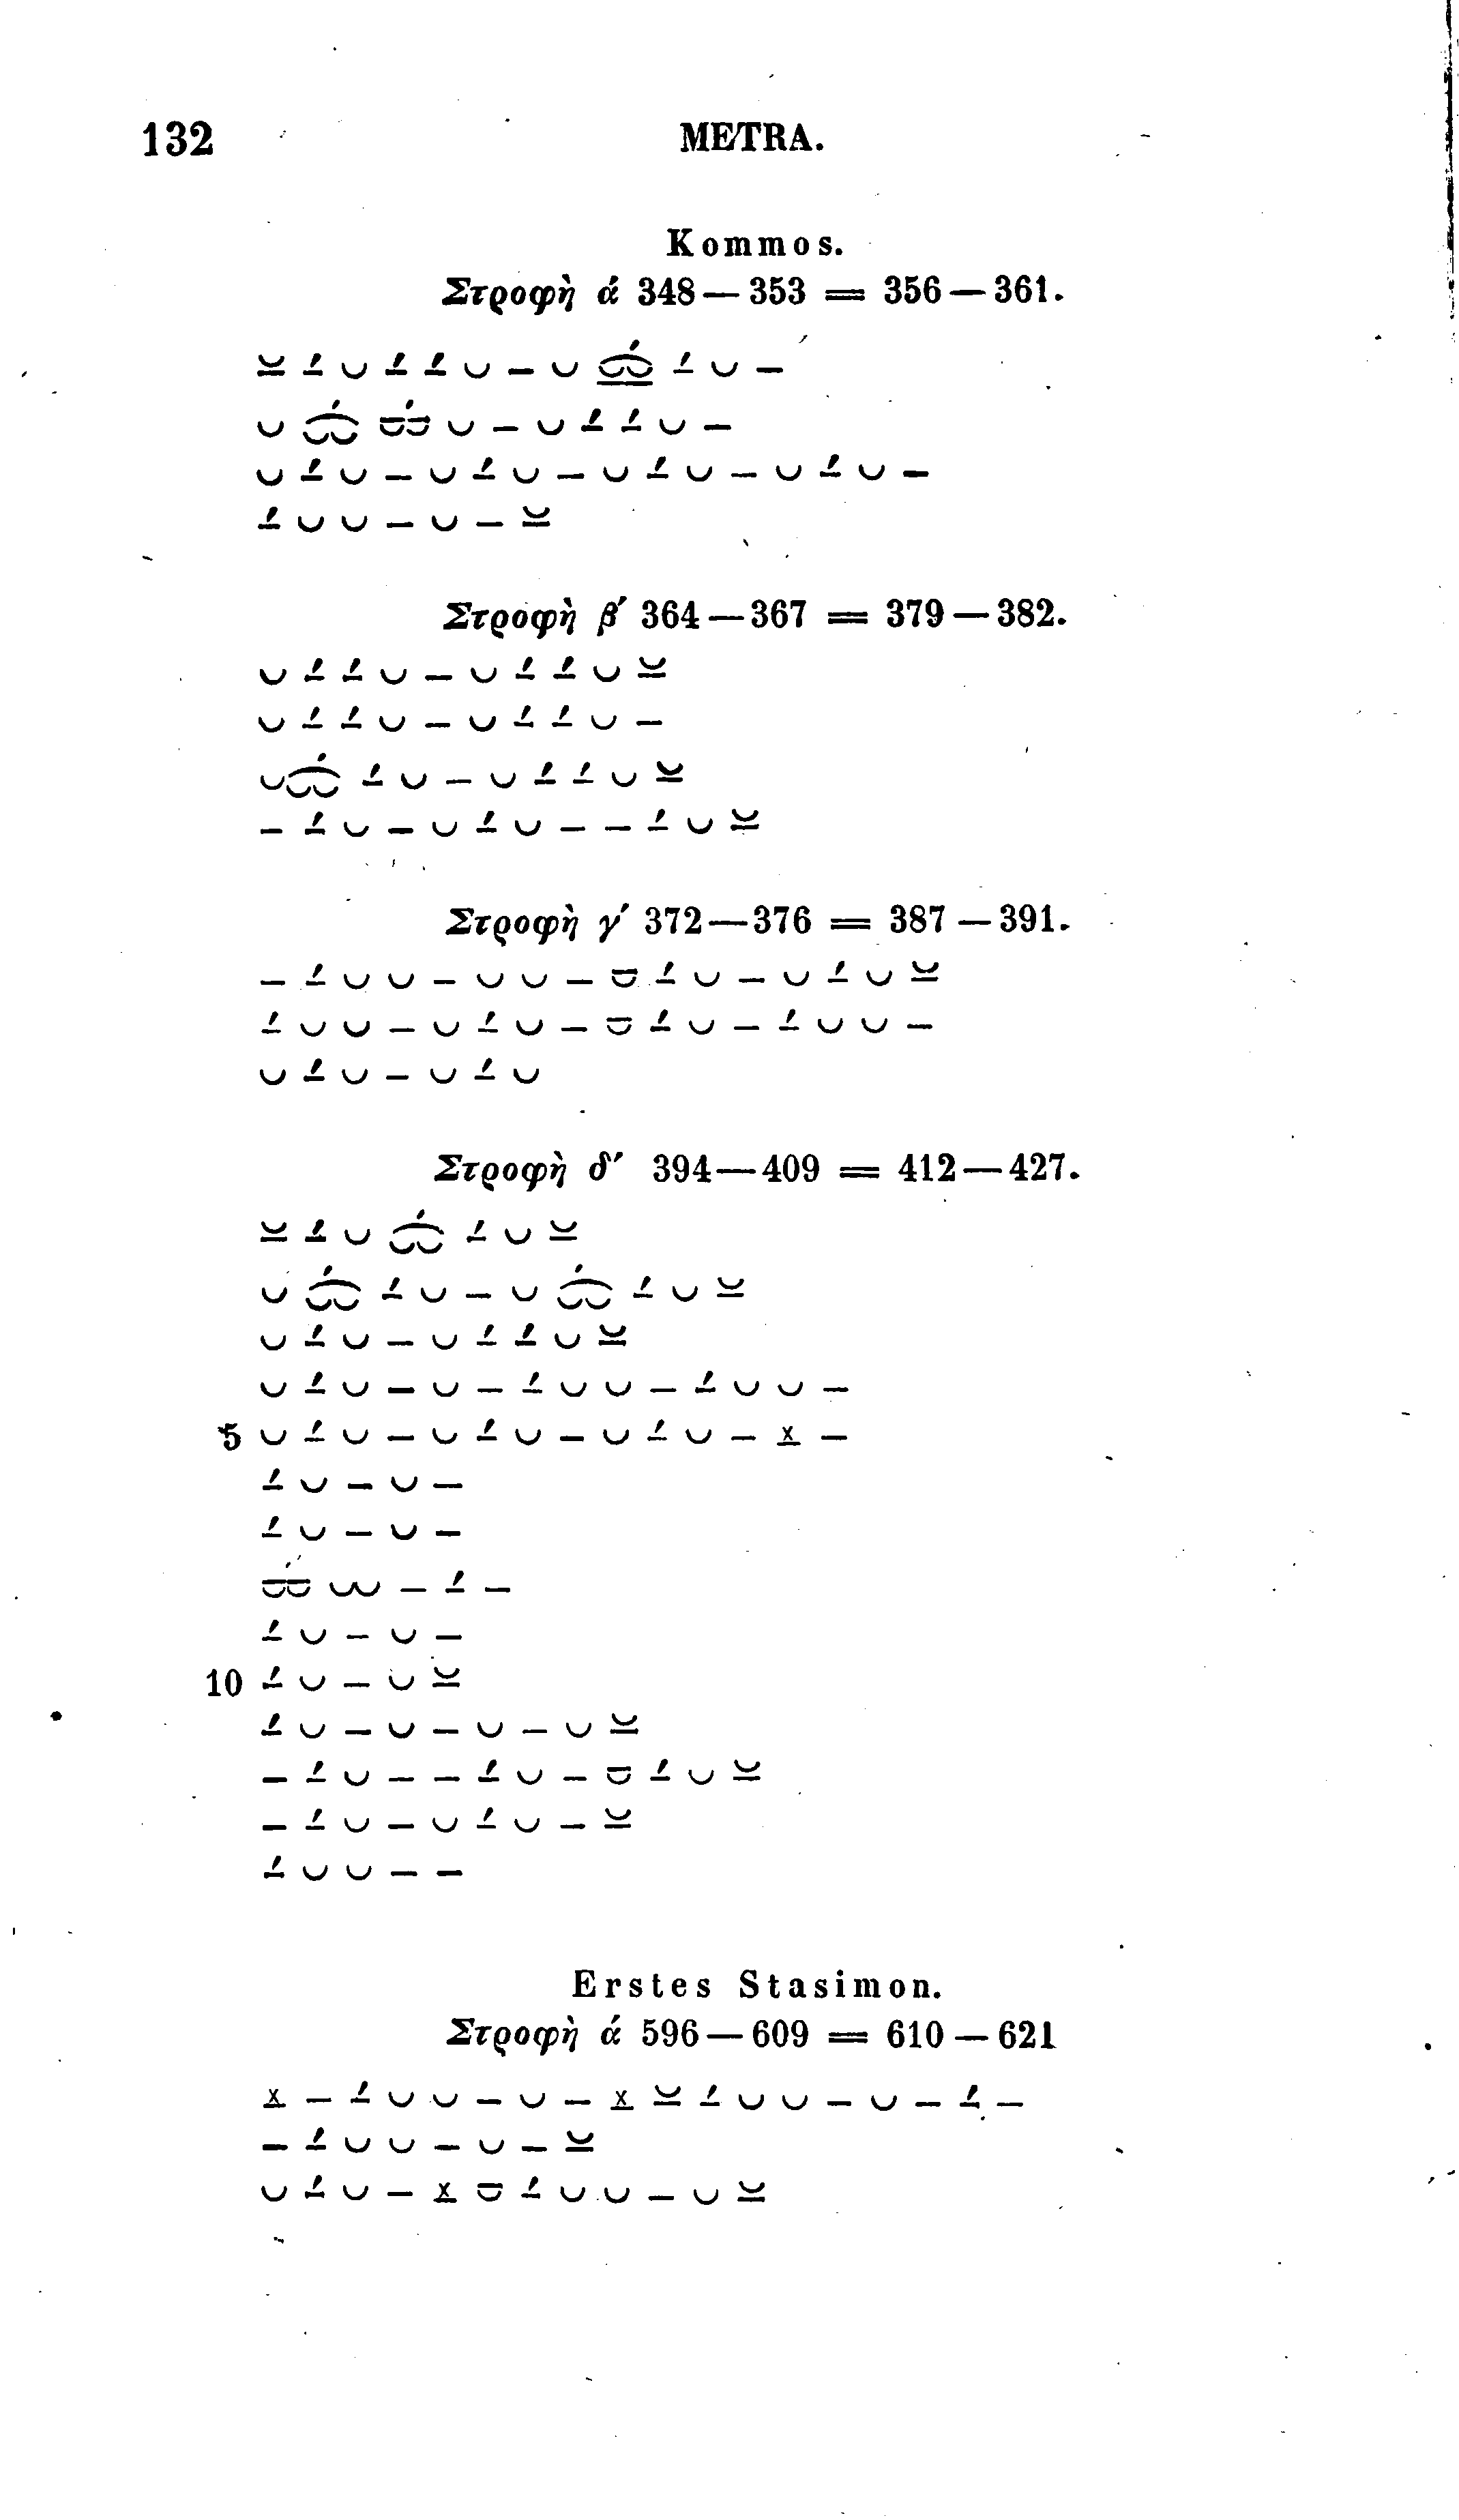 132 METRA.
Kommos.
Στροφὴ ά 348—353 = 356—361.
⏓ –́ ⏑ –́ –́ ⏑ – ⏑ ⏔́ –́ ⏑ –
⏑ ⏔́ ⏕́ ⏑ – ⏑ –́ –́ ⏑ –
⏑ –́ ⏑ – ⏑ –́ ⏑ – ⏑ –́ ⏑ – ⏑ –́ ⏑ –
–́ ⏑ ⏑ – ⏑ – ⏓
Στροφὴ β΄ 364—367 = 379—382.
⏑ –́ –́ ⏑ – ⏑ –́ –́ ⏑ ⏓
⏑ –́ –́ ⏑ – ⏑ –́ –́ ⏑ –
⏑ ⏔́ –́ ⏑ – ⏑ –́ –́ ⏑ ⏓
– –́ ⏑ – ⏑ –́ ⏑ – – –́ ⏑ ⏓
Στροφὴ γ΄ 372—376 = 387—391.
– –́ ⏑ ⏑ – ⏑ ⏑ – ⏒ –́ ⏑ – ⏑ –́ ⏑ ⏓
–́ ⏑ ⏑ – ⏑ –́ ⏑ – ⏒ –́ ⏑ – –́ ⏑ ⏑ –
⏑ –́ ⏑ – ⏑ –́ ⏑
Στροφὴ δ΄ 394—409 = 412—427.
⏓ –́ ⏑ ⏔́ –́ ⏑ ⏓
⏑ ⏔́ –́ ⏑ – ⏑ ⏔́ –́ ⏑ ⏓
⏑ –́ ⏑ – ⏑ –́ –́ ⏑ ⏓
⏑ –́ ⏑ – ⏑ – –́ ⏑ ⏑ – –́ ⏑ ⏑ –
5 ⏑ –́ ⏑ – ⏑ –́ ⏑ – ⏑ –́ ⏑ – x̲ –
–́ ⏑ – ⏑ –
–́ ⏑ – ⏑ –
⏕́ ⏑⏑ – –́ –
–́ ⏑ – ⏑ –
10 –́ ⏑ – ⏑ ⏓
–́ ⏑ – ⏑ – ⏑ – ⏑ ⏓
– –́ ⏑ – – –́ ⏑ – ⏒ –́ ⏑ ⏓
– –́ ⏑ – ⏑ –́ ⏑ – ⏓
–́ ⏑ ⏑ – –
Erstes Stasimon.
Στροφὴ ά 596—609 = 610—621
x̲ – –́ ⏑ ⏑ – ⏑ – x̲ ⏓ –́ ⏑ ⏑ – ⏑ – –́ –
– –́ ⏑ ⏑ – ⏑ – ⏓
⏑ –́ ⏑ – x̲ ⏒ –́ ⏑ ⏑ – ⏑ ⏓